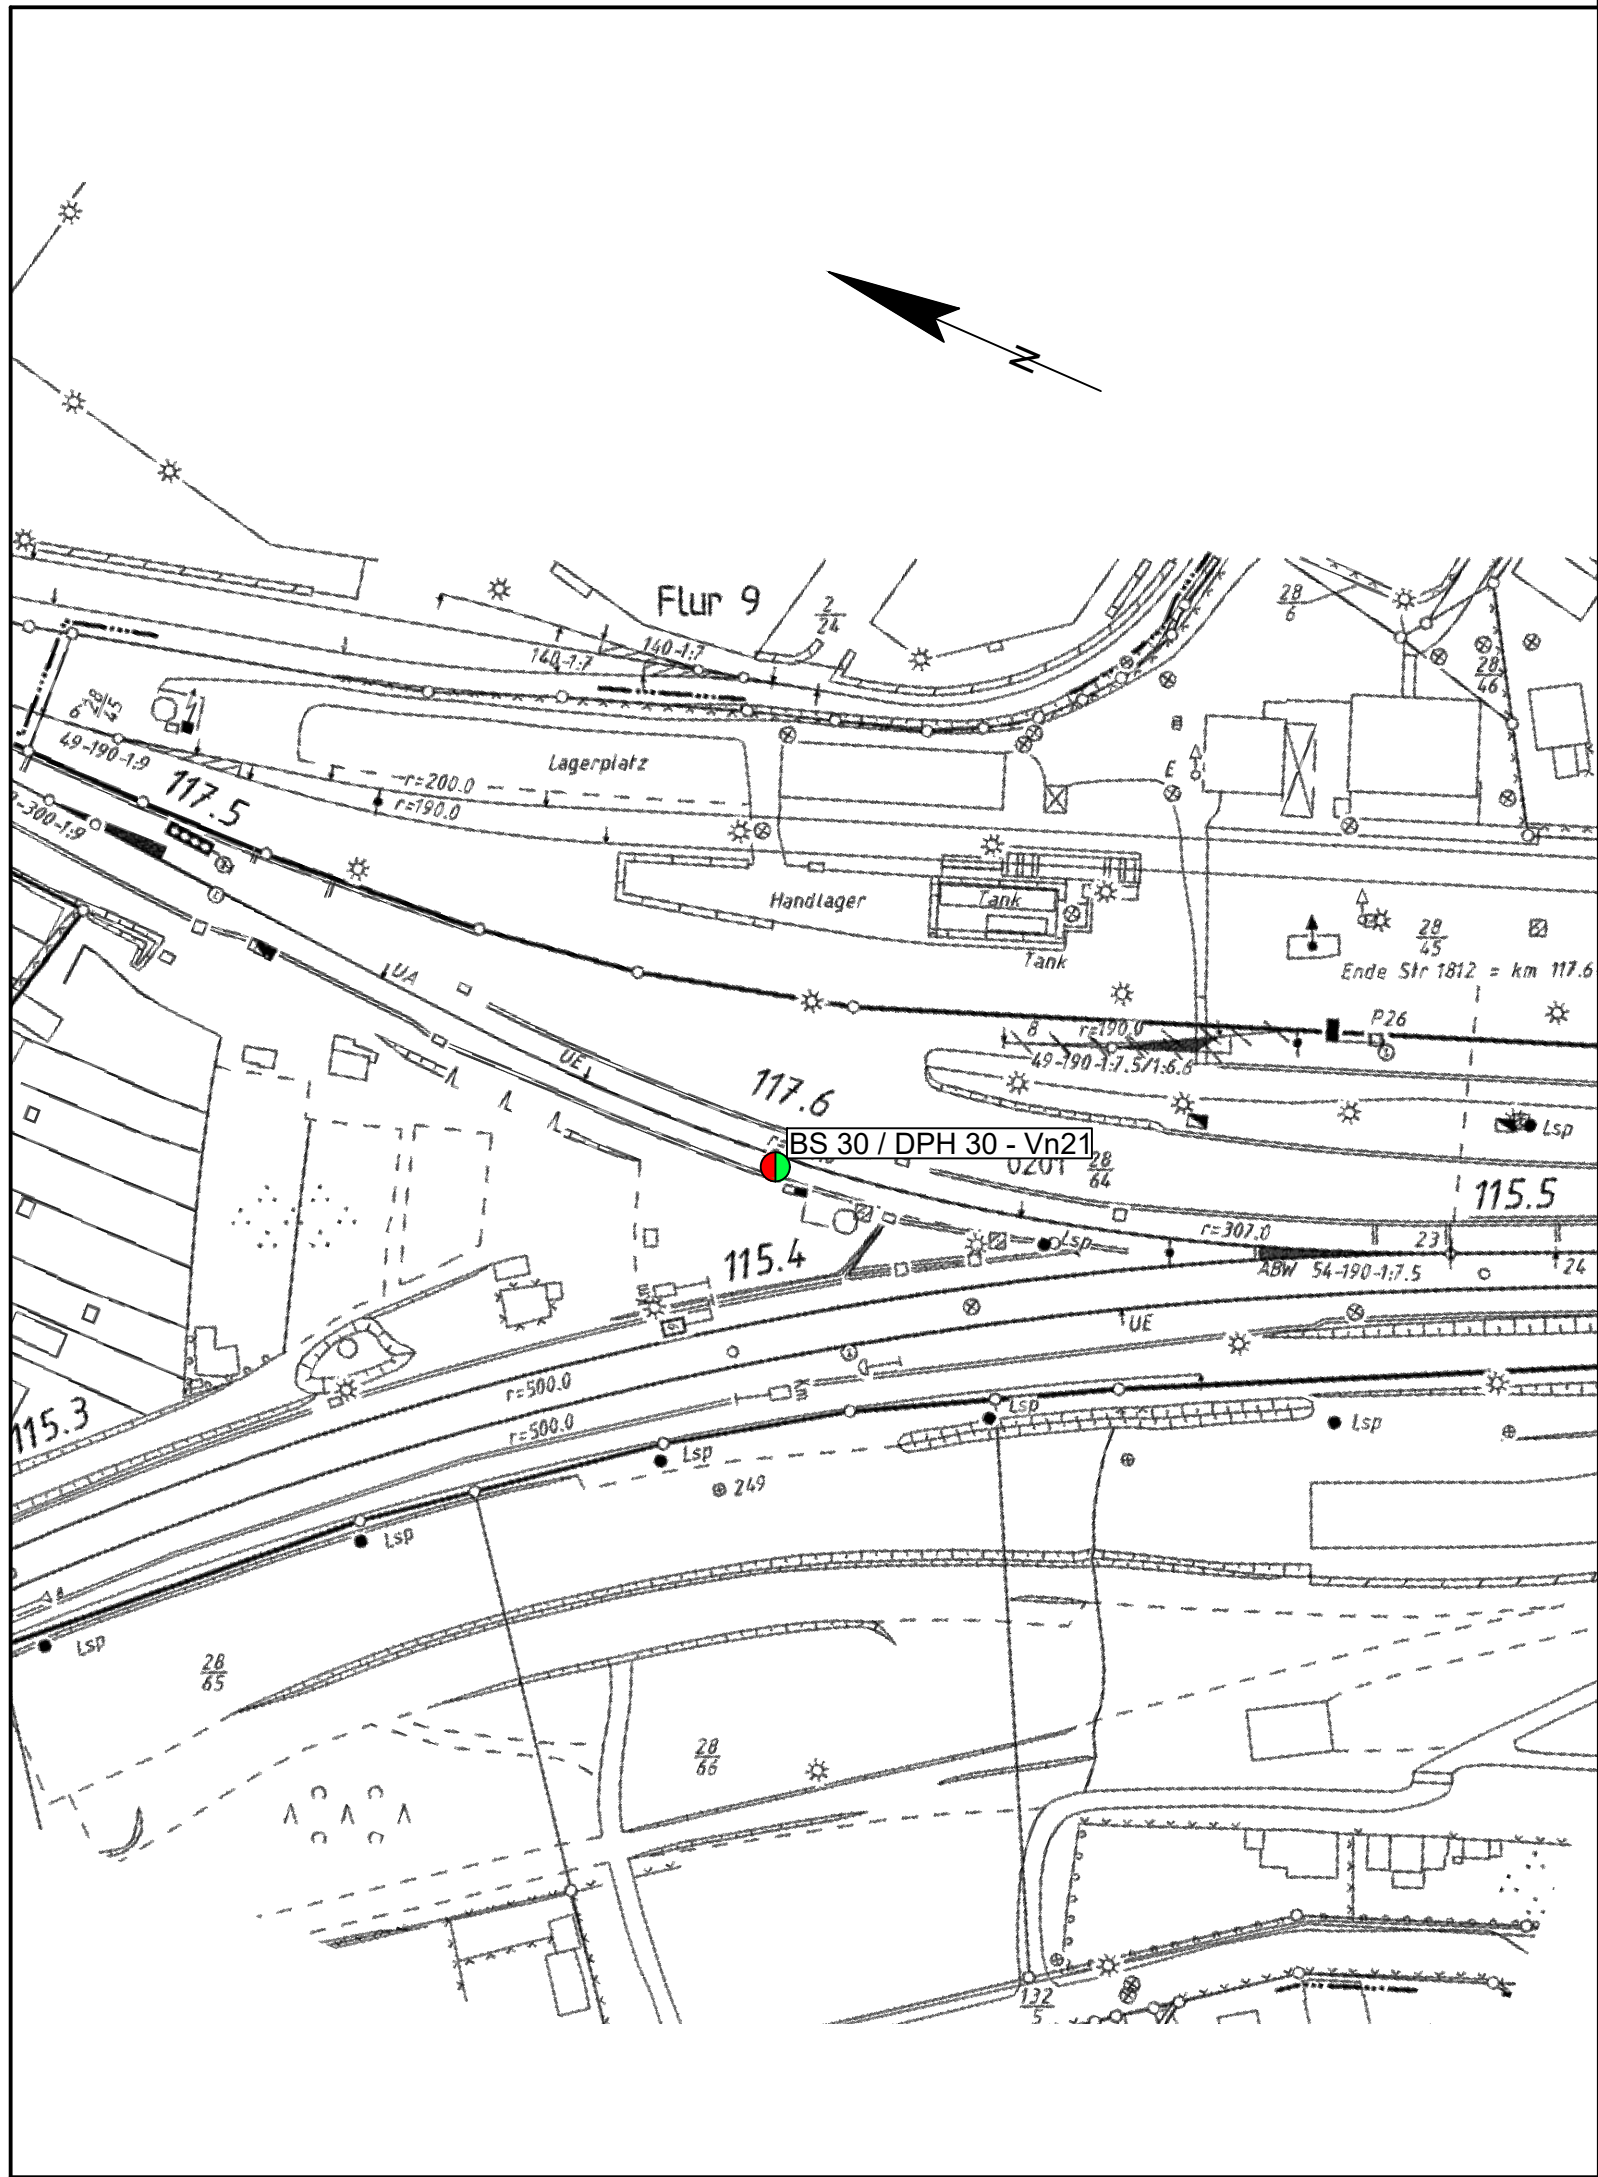 N
Flur 9
2
24
28
6
140-1:7
140-1:7
28
46
28
45
6
49-190-1:9
117.5
Lagerplatz
r=200.0
r=190.0
E
-300-1:9
Handlager
Tank
Tank
28
45
Ende Str 1812 = km 117.6
UA
P26
8
r=190.0
49-190-1:7.5/1:6.6
UE
117.6
Lsp
BS 30 / DPH 30 - Vn21
0201
28
64
115.5
r=307.0
23
Lsp
115.4
ABW 54-190-1:7.5
24
UE
r=500.0
115.3
Lsp
Lsp
r=500.0
Lsp
249
Lsp
Lsp
28
65
28
66
132
5